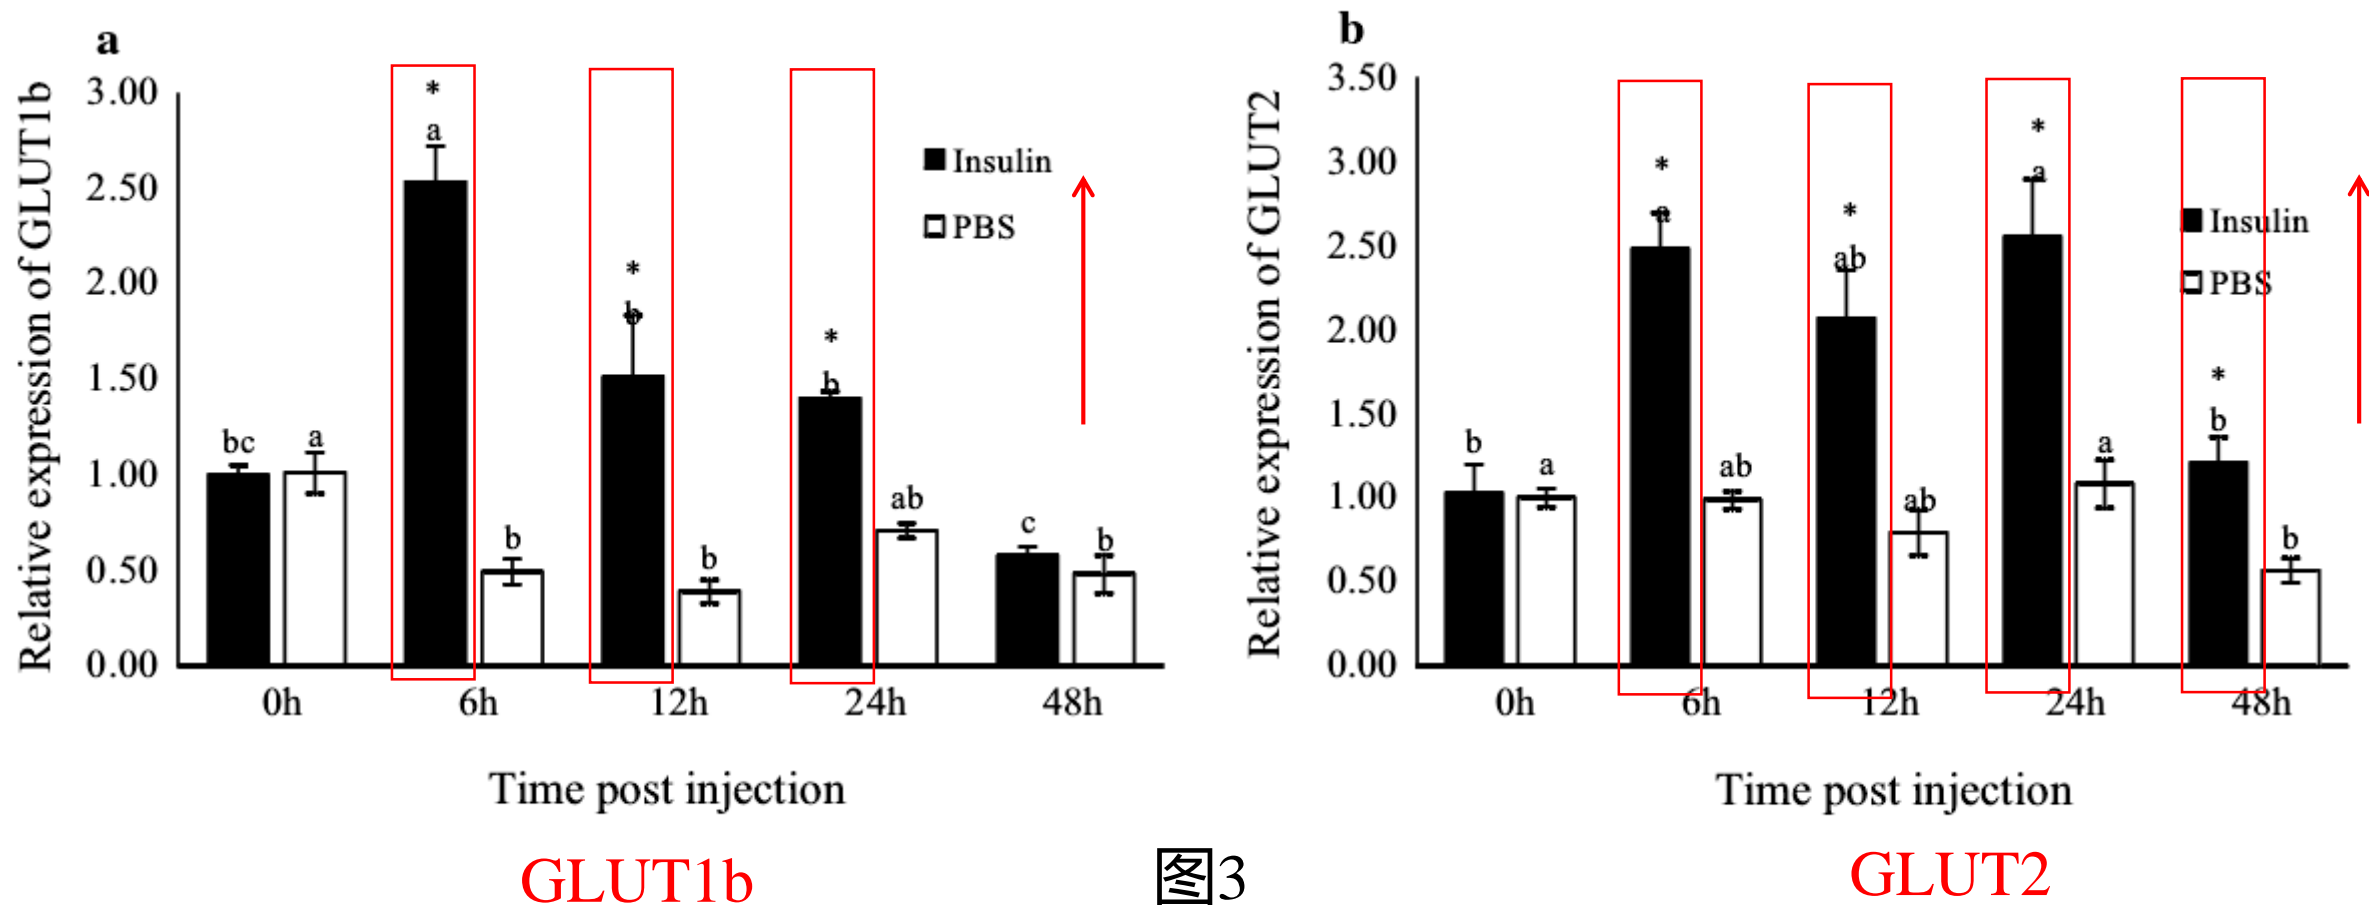 a
Relative expression of GLUT1b
3.00
2.50
2.00
1.50
1.00
0.50
0.00
bc
a
*
a
b
*
b
b
*
b
ab
c
b
Insulin
PBS
0h 6h 12h 24h 48h
Time post injection
GLUT1b
图3
b
Relative expression of GLUT2
3.50
3.00
2.50
2.00
1.50
1.00
0.50
0.00
b
a
*
a
ab
*
ab
ab
*
a
a
*
b
b
Insulin
PBS
0h 6h 12h 24h 48h
Time post injection
GLUT2